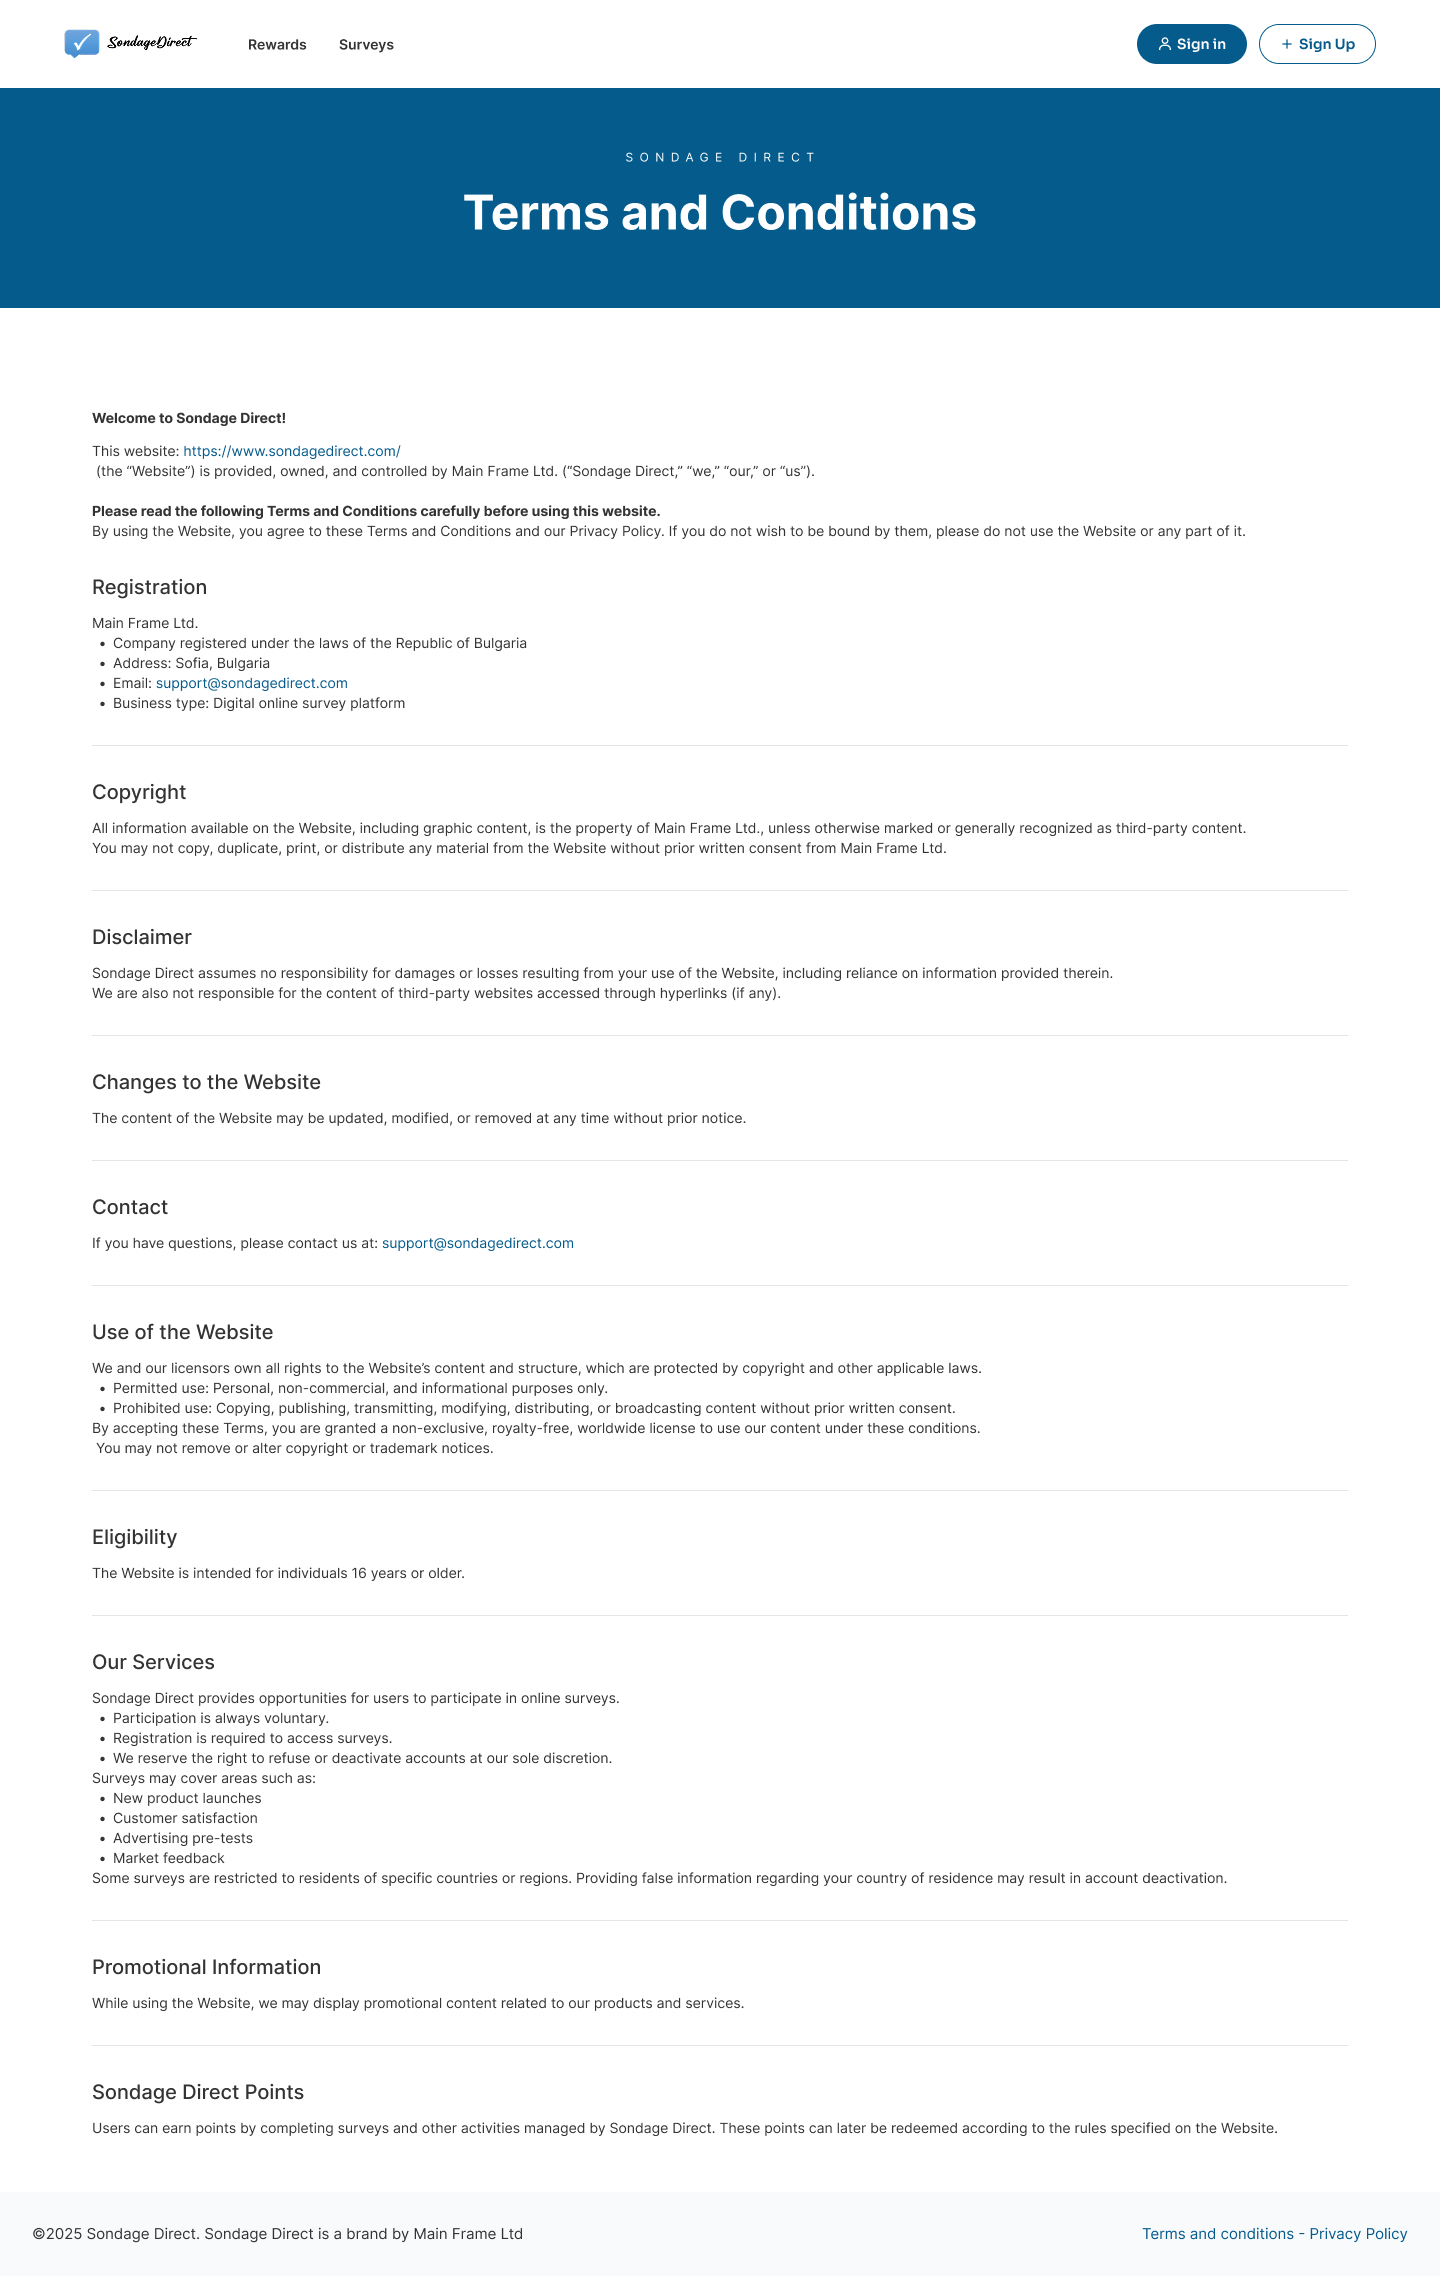 SondageDirect
Rewards
Surveys
Sign in
Sign Up
SONDAGE DIRECT
Terms and Conditions
Welcome to Sondage Direct!
This website: https://www.sondagedirect.com/
(the “Website”) is provided, owned, and controlled by Main Frame Ltd. (“Sondage Direct,” “we,” “our,” or “us”).
Please read the following Terms and Conditions carefully before using this website.
By using the Website, you agree to these Terms and Conditions and our Privacy Policy. If you do not wish to be bound by them, please do not use the Website or any part of it.
Registration
Main Frame Ltd.
• Company registered under the laws of the Republic of Bulgaria
• Address: Sofia, Bulgaria
• Email: support@sondagedirect.com
• Business type: Digital online survey platform
Copyright
All information available on the Website, including graphic content, is the property of Main Frame Ltd., unless otherwise marked or generally recognized as third-party content.
You may not copy, duplicate, print, or distribute any material from the Website without prior written consent from Main Frame Ltd.
Disclaimer
Sondage Direct assumes no responsibility for damages or losses resulting from your use of the Website, including reliance on information provided therein.
We are also not responsible for the content of third-party websites accessed through hyperlinks (if any).
Changes to the Website
The content of the Website may be updated, modified, or removed at any time without prior notice.
Contact
If you have questions, please contact us at: support@sondagedirect.com
Use of the Website
We and our licensors own all rights to the Website’s content and structure, which are protected by copyright and other applicable laws.
• Permitted use: Personal, non-commercial, and informational purposes only.
• Prohibited use: Copying, publishing, transmitting, modifying, distributing, or broadcasting content without prior written consent.
By accepting these Terms, you are granted a non-exclusive, royalty-free, worldwide license to use our content under these conditions.
You may not remove or alter copyright or trademark notices.
Eligibility
The Website is intended for individuals 16 years or older.
Our Services
Sondage Direct provides opportunities for users to participate in online surveys.
• Participation is always voluntary.
• Registration is required to access surveys.
• We reserve the right to refuse or deactivate accounts at our sole discretion.
Surveys may cover areas such as:
• New product launches
• Customer satisfaction
• Advertising pre-tests
• Market feedback
Some surveys are restricted to residents of specific countries or regions. Providing false information regarding your country of residence may result in account deactivation.
Promotional Information
While using the Website, we may display promotional content related to our products and services.
Sondage Direct Points
Users can earn points by completing surveys and other activities managed by Sondage Direct. These points can later be redeemed according to the rules specified on the Website.
©2025 Sondage Direct. Sondage Direct is a brand by Main Frame Ltd
Terms and conditions - Privacy Policy